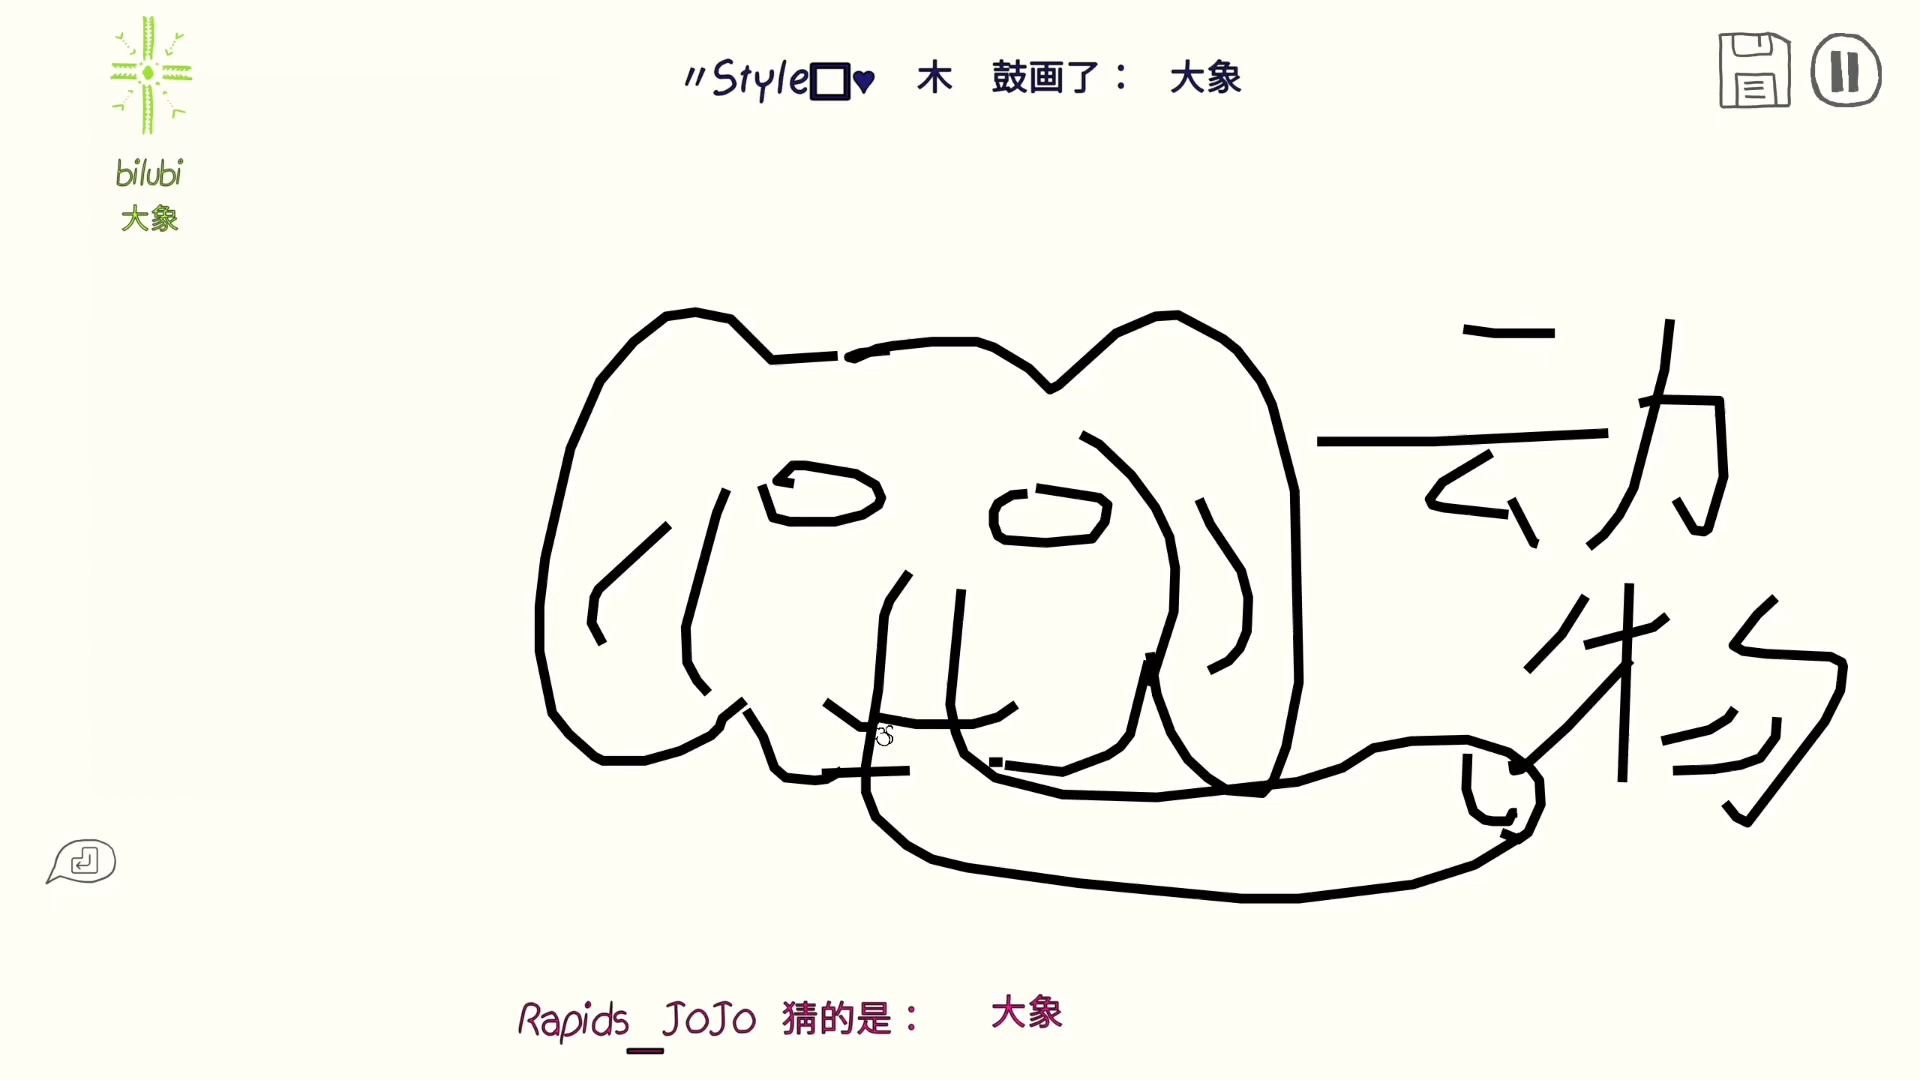 〃Style□♥ 木 鼓画了： 大象
bilubi
大象
动
物
Rapids_JoJo 猜的是： 大象